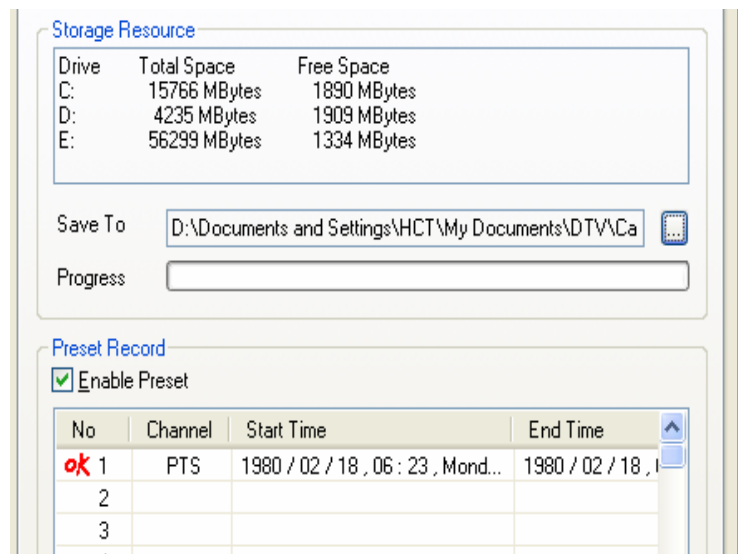 Storage Resource
Drive Total Space Free Space
C: 15766 MBytes 1890 MBytes
D: 4235 MBytes 1909 MBytes
E: 56299 MBytes 1334 MBytes
Save To D:\Documents and Settings\HCT\My Documents\DTV\Ca ...
Progress
Preset Record
Enable Preset
No Channel Start Time End Time
ok 1 PTS 1980 / 02 / 18 , 06 : 23 , Mond... 1980 / 02 / 18 ,
2
3